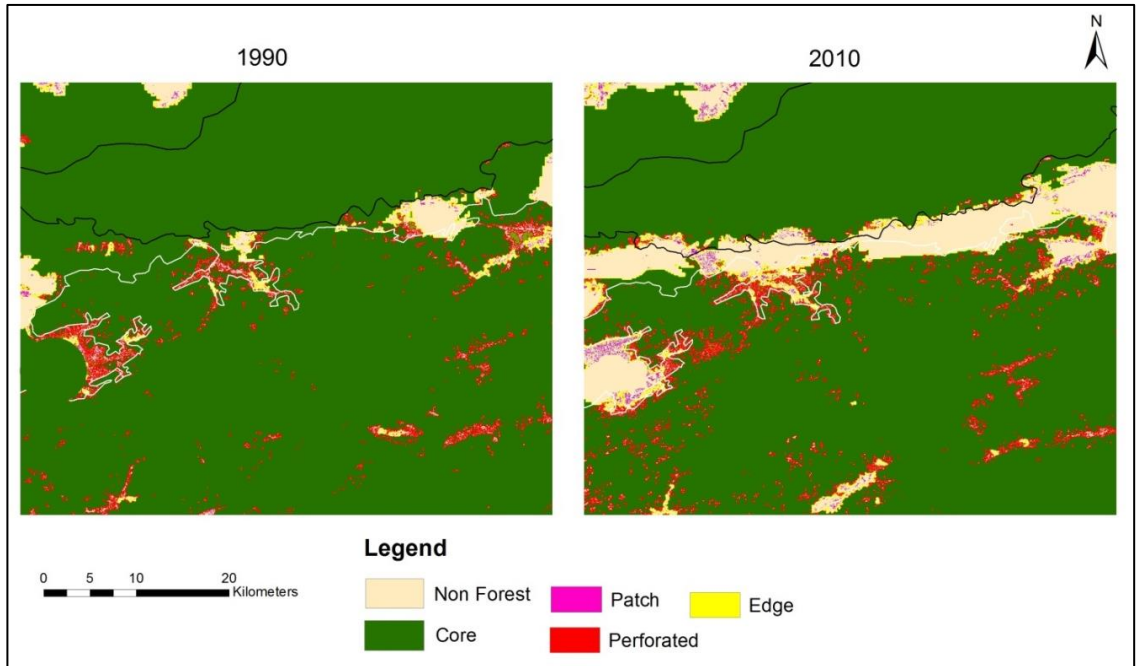 N
1990
2010
Legend
Non Forest
Patch
Edge
Core
Perforated
0 5 10 20
Kilometers